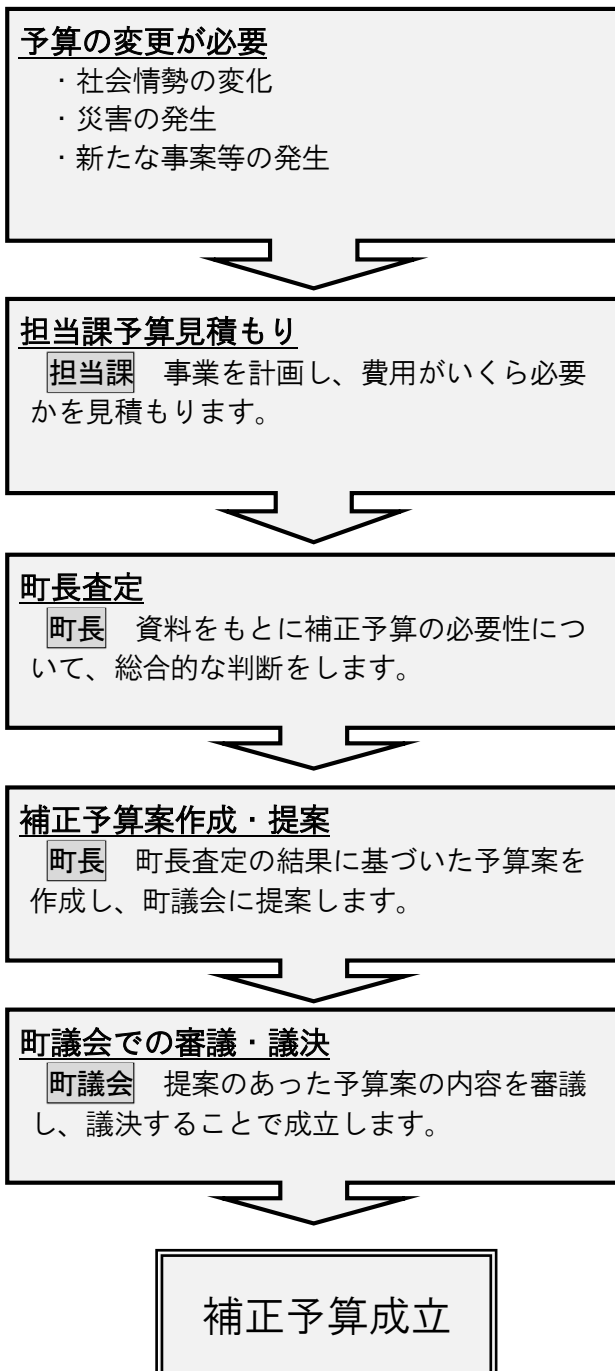 予算の変更が必要
・社会情勢の変化
・災害の発生
・新たな事案等の発生
担当課予算見積もり
担当課　事業を計画し、費用がいくら必要
かを見積もります。
町長査定
町長　資料をもとに補正予算の必要性につ
いて、総合的な判断をします。
補正予算案作成・提案
町長　町長査定の結果に基づいた予算案を
作成し、町議会に提案します。
町議会での審議・議決
町議会　提案のあった予算案の内容を審議
し、議決することで成立します。
補正予算成立